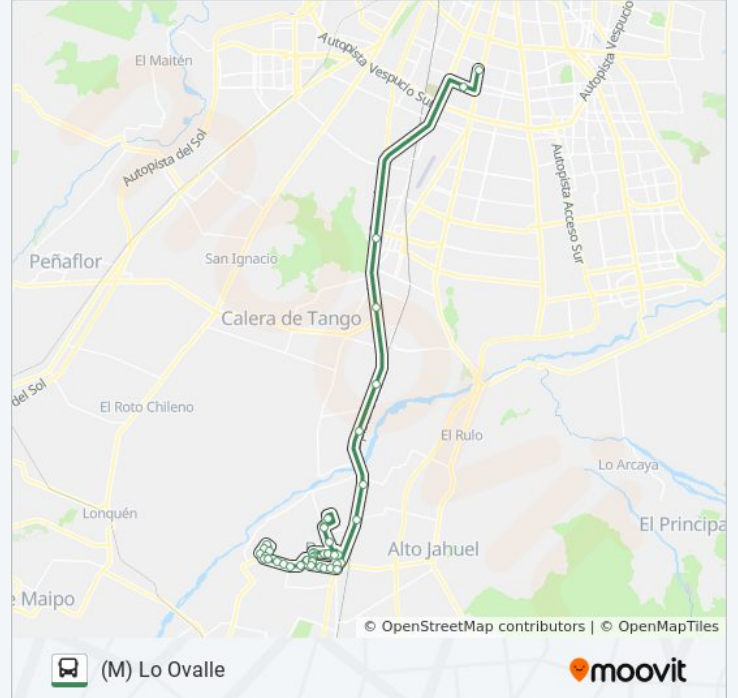 El Maitén
Autopista Vespucio Sur
Autopista Vespucio
Autopista del Sol
Autopista Acceso Sur
Peñaflor
San Ignacio
Calera de Tango
del Sol
El Roto Chileno
El Rulo
Lo Arcaya
Lonquén
El Principa
Alto Jahuel
e Maipo
© OpenStreetMap contributors | © OpenMapTiles
(M) Lo Ovalle
moovit